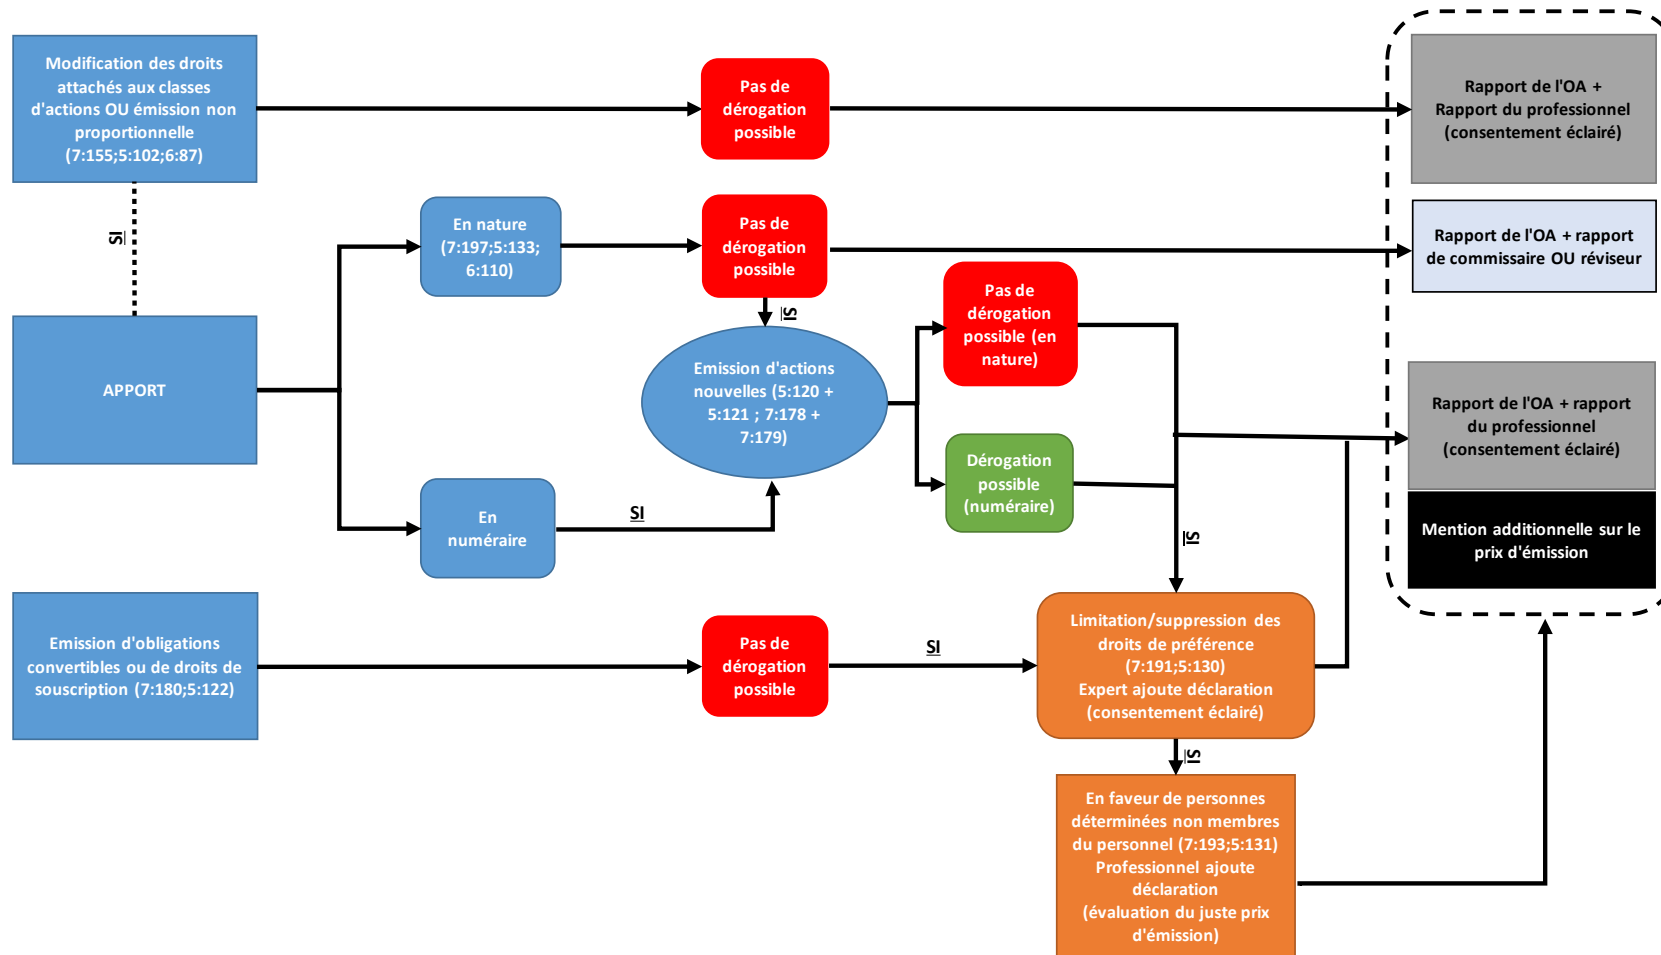 Modification des droits
attachés aux classes
d'actions OU émission non
proportionnelle
(7:155;5:102;6:87)
Pas de
dérogation
possible
Rapport de l'OA +
Rapport du professionnel
(consentement éclairé)
SI
En nature
(7:197;5:133;
6:110)
Pas de
dérogation
possible
Rapport de l'OA + rapport
de commissaire OU réviseur
SI
APPORT
Emission d'actions
nouvelles (5:120 +
5:121 ; 7:178 +
7:179)
Pas de
dérogation
possible (en
nature)
Dérogation
possible
(numéraire)
Rapport de l'OA + rapport
du professionnel
(consentement éclairé)
Mention additionnelle sur le
prix d'émission
En
numéraire
SI
SI
Emission d'obligations
convertibles ou de droits de
souscription (7:180;5:122)
Pas de
dérogation
possible
SI
Limitation/suppression des
droits de préférence
(7:191;5:130)
Expert ajoute déclaration
(consentement éclairé)
SI
En faveur de personnes
déterminées non membres
du personnel (7:193;5:131)
Professionnel ajoute
déclaration
(évaluation du juste prix
d'émission)